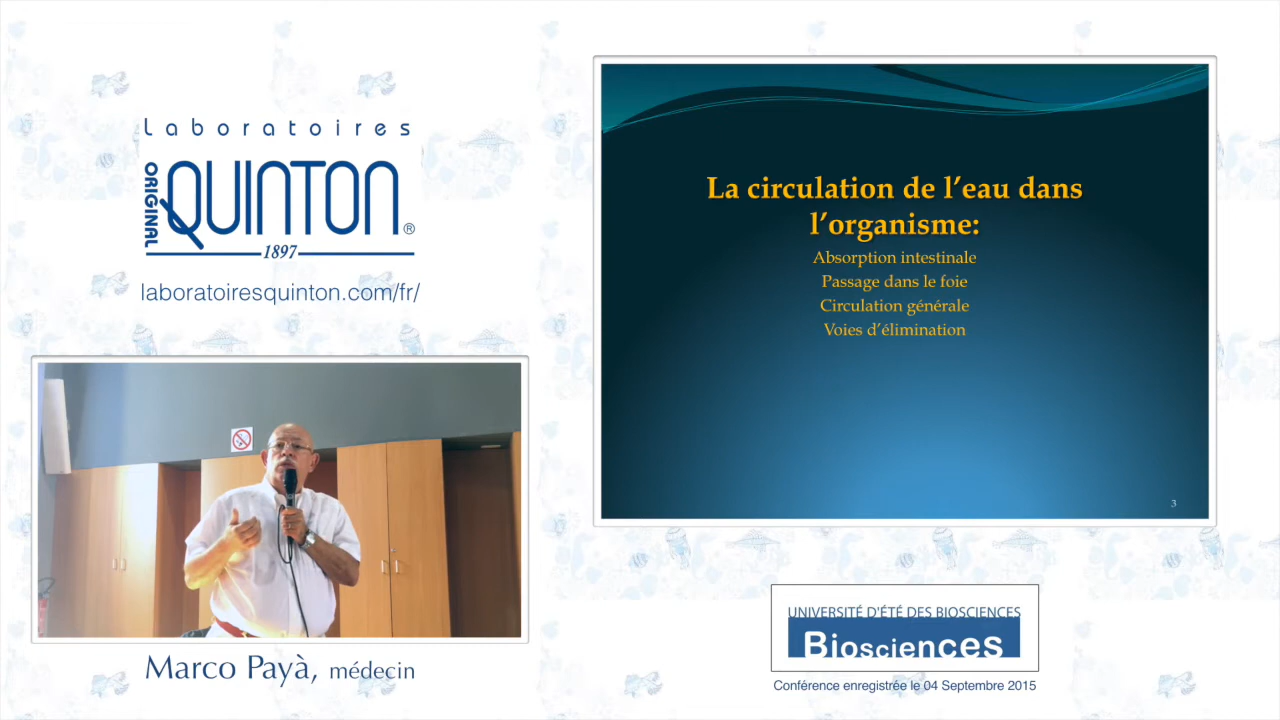 Laboratoires
ORIGINAL
QUINTON®
1897
laboratoiresquinton.com/fr/
Marco Payà, médecin
La circulation de l’eau dans
l’organisme:
Absorption intestinale
Passage dans le foie
Circulation générale
Voies d’élimination
3
UNIVERSITÉ D'ÉTÉ DES BIOSCIENCES
Biosciences
Conférence enregistrée le 04 Septembre 2015